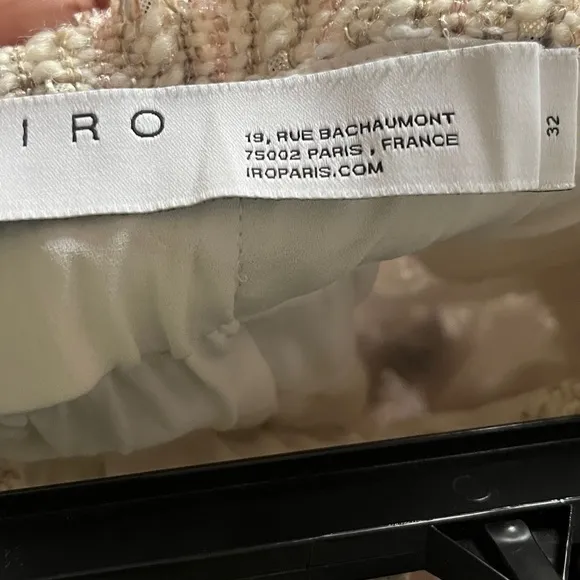 IRO
19, RUE BACHAUMONT
75002 PARIS, FRANCE
IROPARIS.COM
32